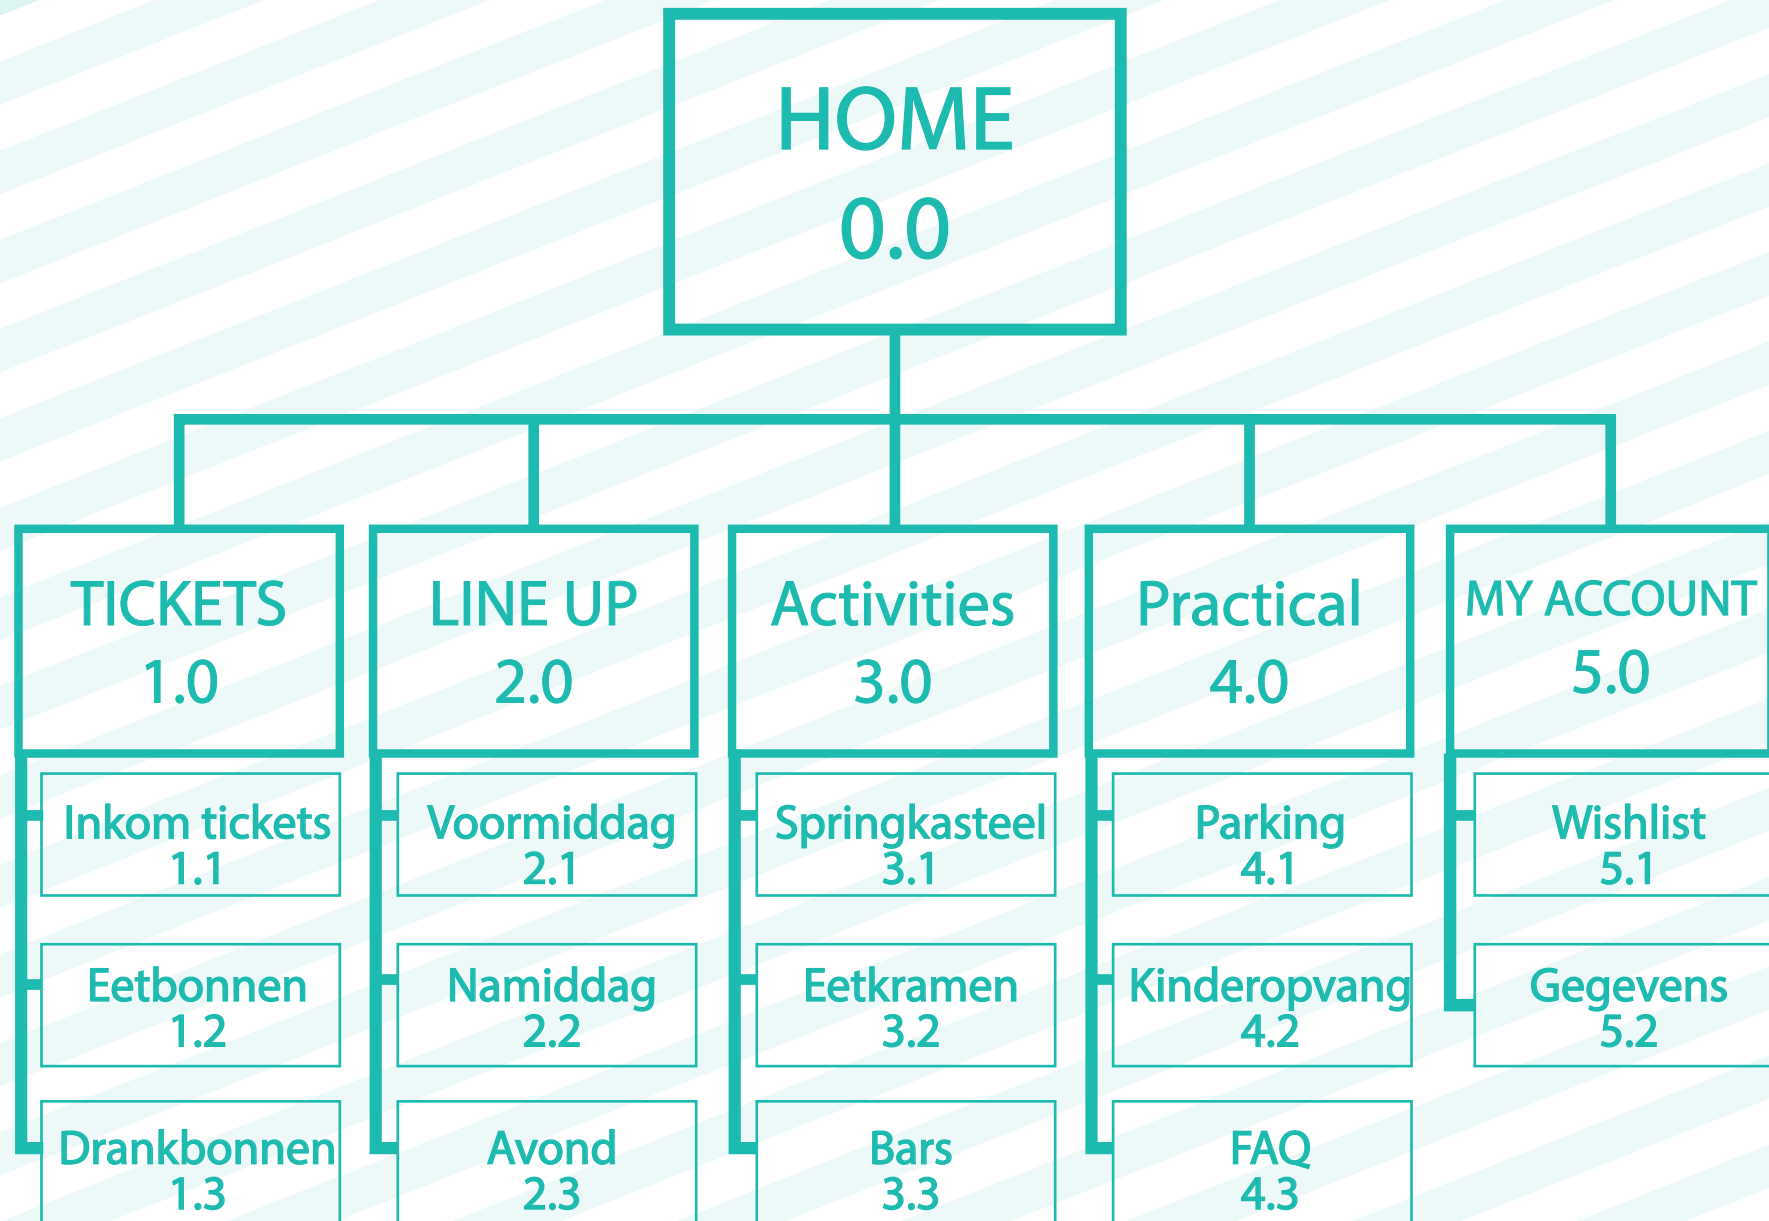 HOME
0.0
TICKETS
1.0
LINE UP
2.0
Activities
3.0
Practical
4.0
MY ACCOUNT
5.0
Inkom tickets
1.1
Voormiddag
2.1
Springkasteel
3.1
Parking
4.1
Wishlist
5.1
Eetbonnen
1.2
Namiddag
2.2
Eetkramen
3.2
Kinderopvang
4.2
Gegevens
5.2
Drankbonnen
1.3
Avond
2.3
Bars
3.3
FAQ
4.3